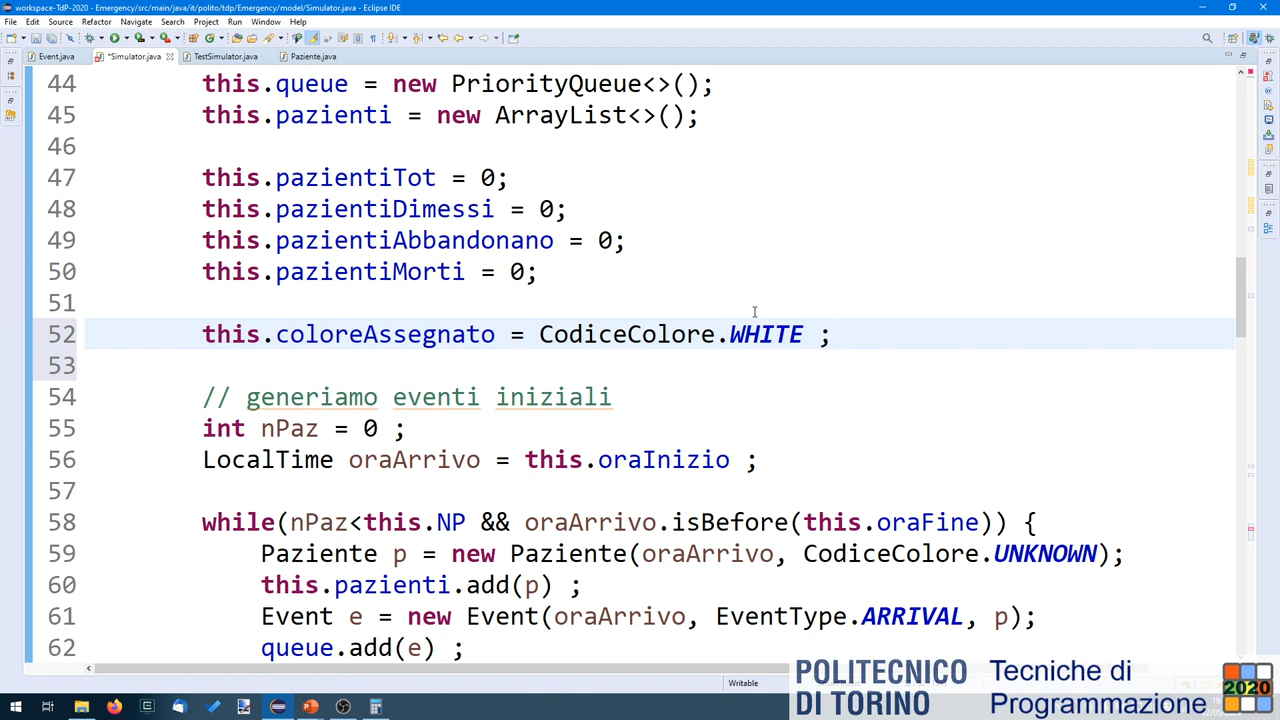 workspace-TdP-2020 - Emergency/src/main/java/it/polito/tdp/Emergency/model/Simulator.java - Eclipse IDE
File Edit Source Refactor Navigate Search Project Run Window Help
Event.java *Simulator.java TestSimulator.java Paziente.java
44 this.queue = new PriorityQueue<>();
45 this.pazienti = new ArrayList<>();
46
47 this.pazientiTot = 0;
48 this.pazientiDimessi = 0;
49 this.pazientiAbbandonano = 0;
50 this.pazientiMorti = 0;
51
52 this.coloreAssegnato = CodiceColore.WHITE ;
53
54 // generiamo eventi iniziali
55 int nPaz = 0 ;
56 LocalTime oraArrivo = this.oraInizio ;
57
58 while(nPaz<this.NP && oraArrivo.isBefore(this.oraFine)) {
59 Paziente p = new Paziente(oraArrivo, CodiceColore.UNKNOWN);
60 this.pazienti.add(p) ;
61 Event e = new Event(oraArrivo, EventType.ARRIVAL, p);
62 queue.add(e) ;
Writable
POLITECNICO DI TORINO
Tecniche di Programmazione
2020